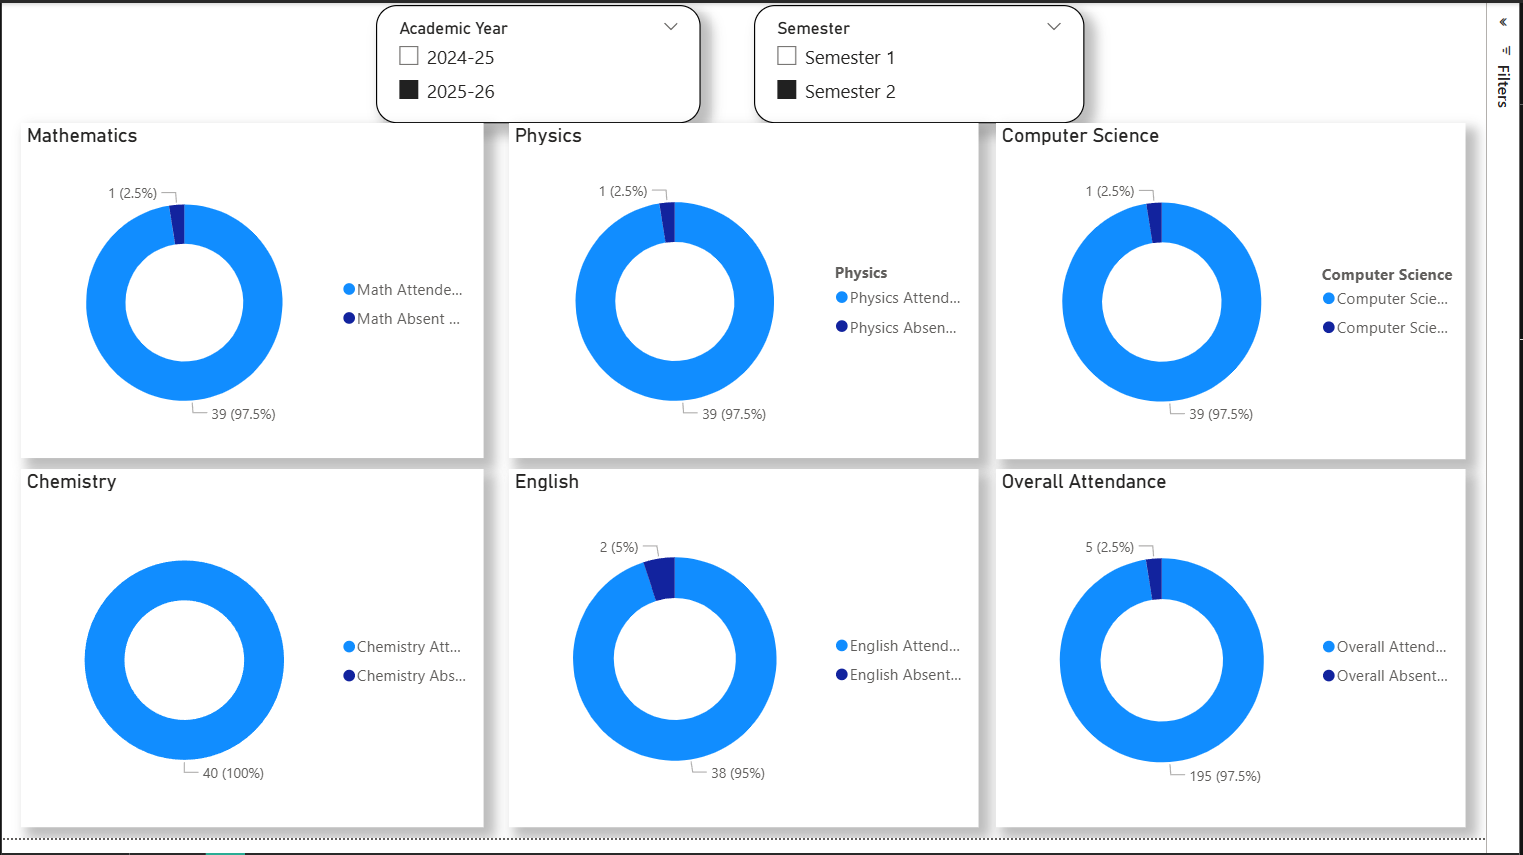 Academic Year
2024-25
2025-26
Semester
Semester 1
Semester 2
Filters
Mathematics
1 (2.5%)
39 (97.5%)
Math Attende...
Math Absent ...
Physics
1 (2.5%)
39 (97.5%)
Physics
Physics Attend...
Physics Absen...
Computer Science
1 (2.5%)
39 (97.5%)
Computer Science
Computer Scie...
Computer Scie...
Chemistry
40 (100%)
Chemistry Att...
Chemistry Abs...
English
2 (5%)
38 (95%)
English Attend...
English Absent...
Overall Attendance
5 (2.5%)
195 (97.5%)
Overall Attend...
Overall Absent...